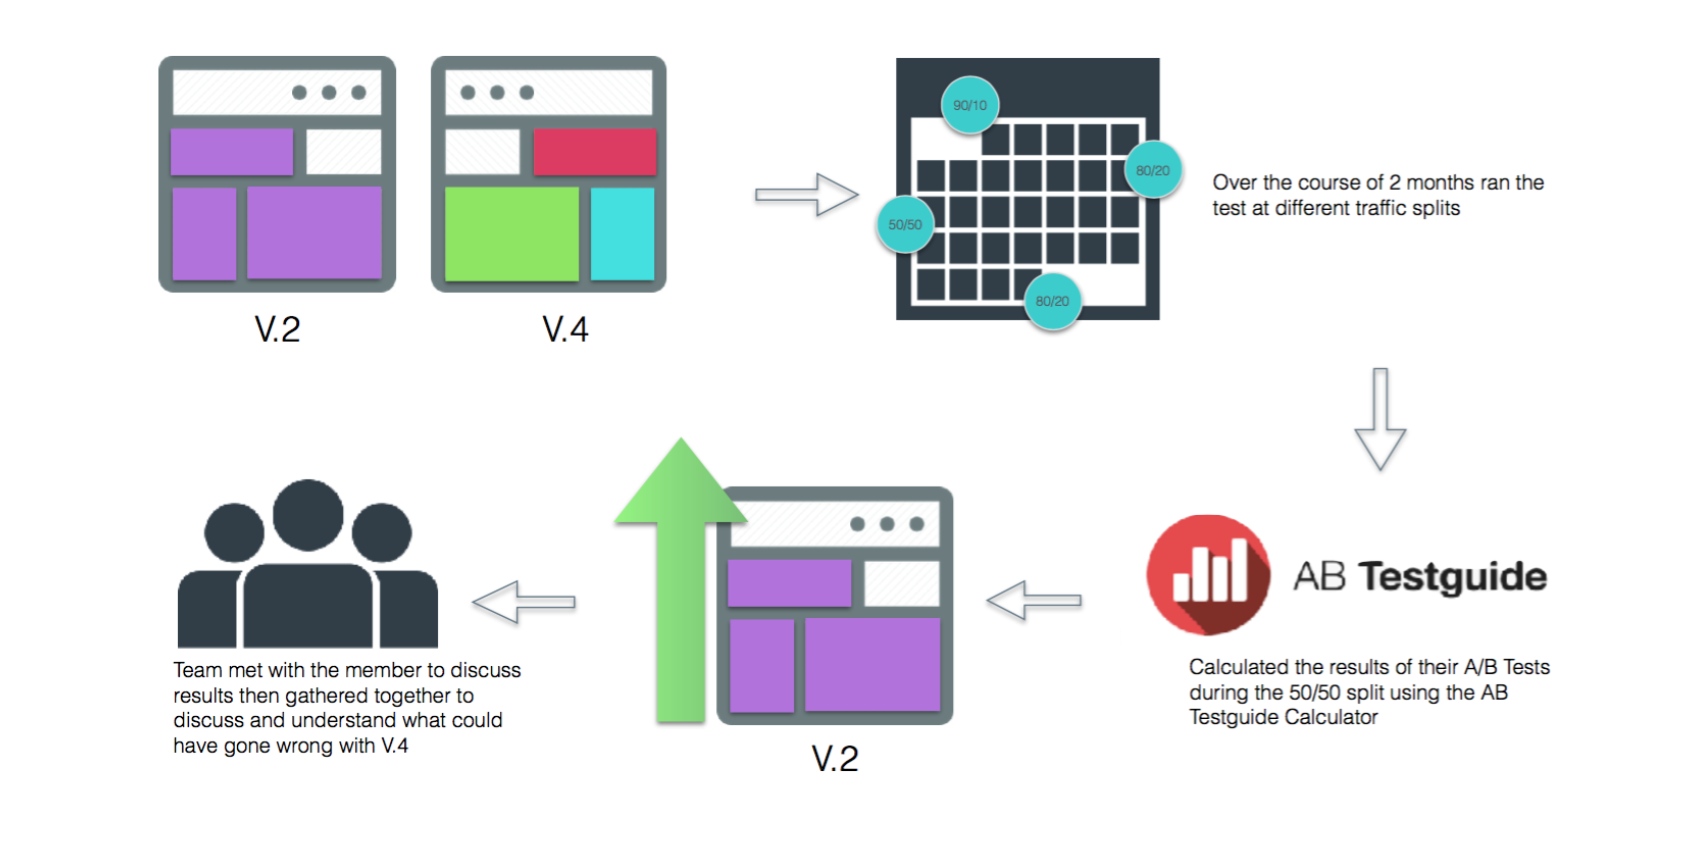 V.2
V.4
90/10
80/20
50/50
80/20
Over the course of 2 months ran the
test at different traffic splits
AB Testguide
Calculated the results of their A/B Tests
during the 50/50 split using the AB
Testguide Calculator
V.2
Team met with the member to discuss
results then gathered together to
discuss and understand what could
have gone wrong with V.4